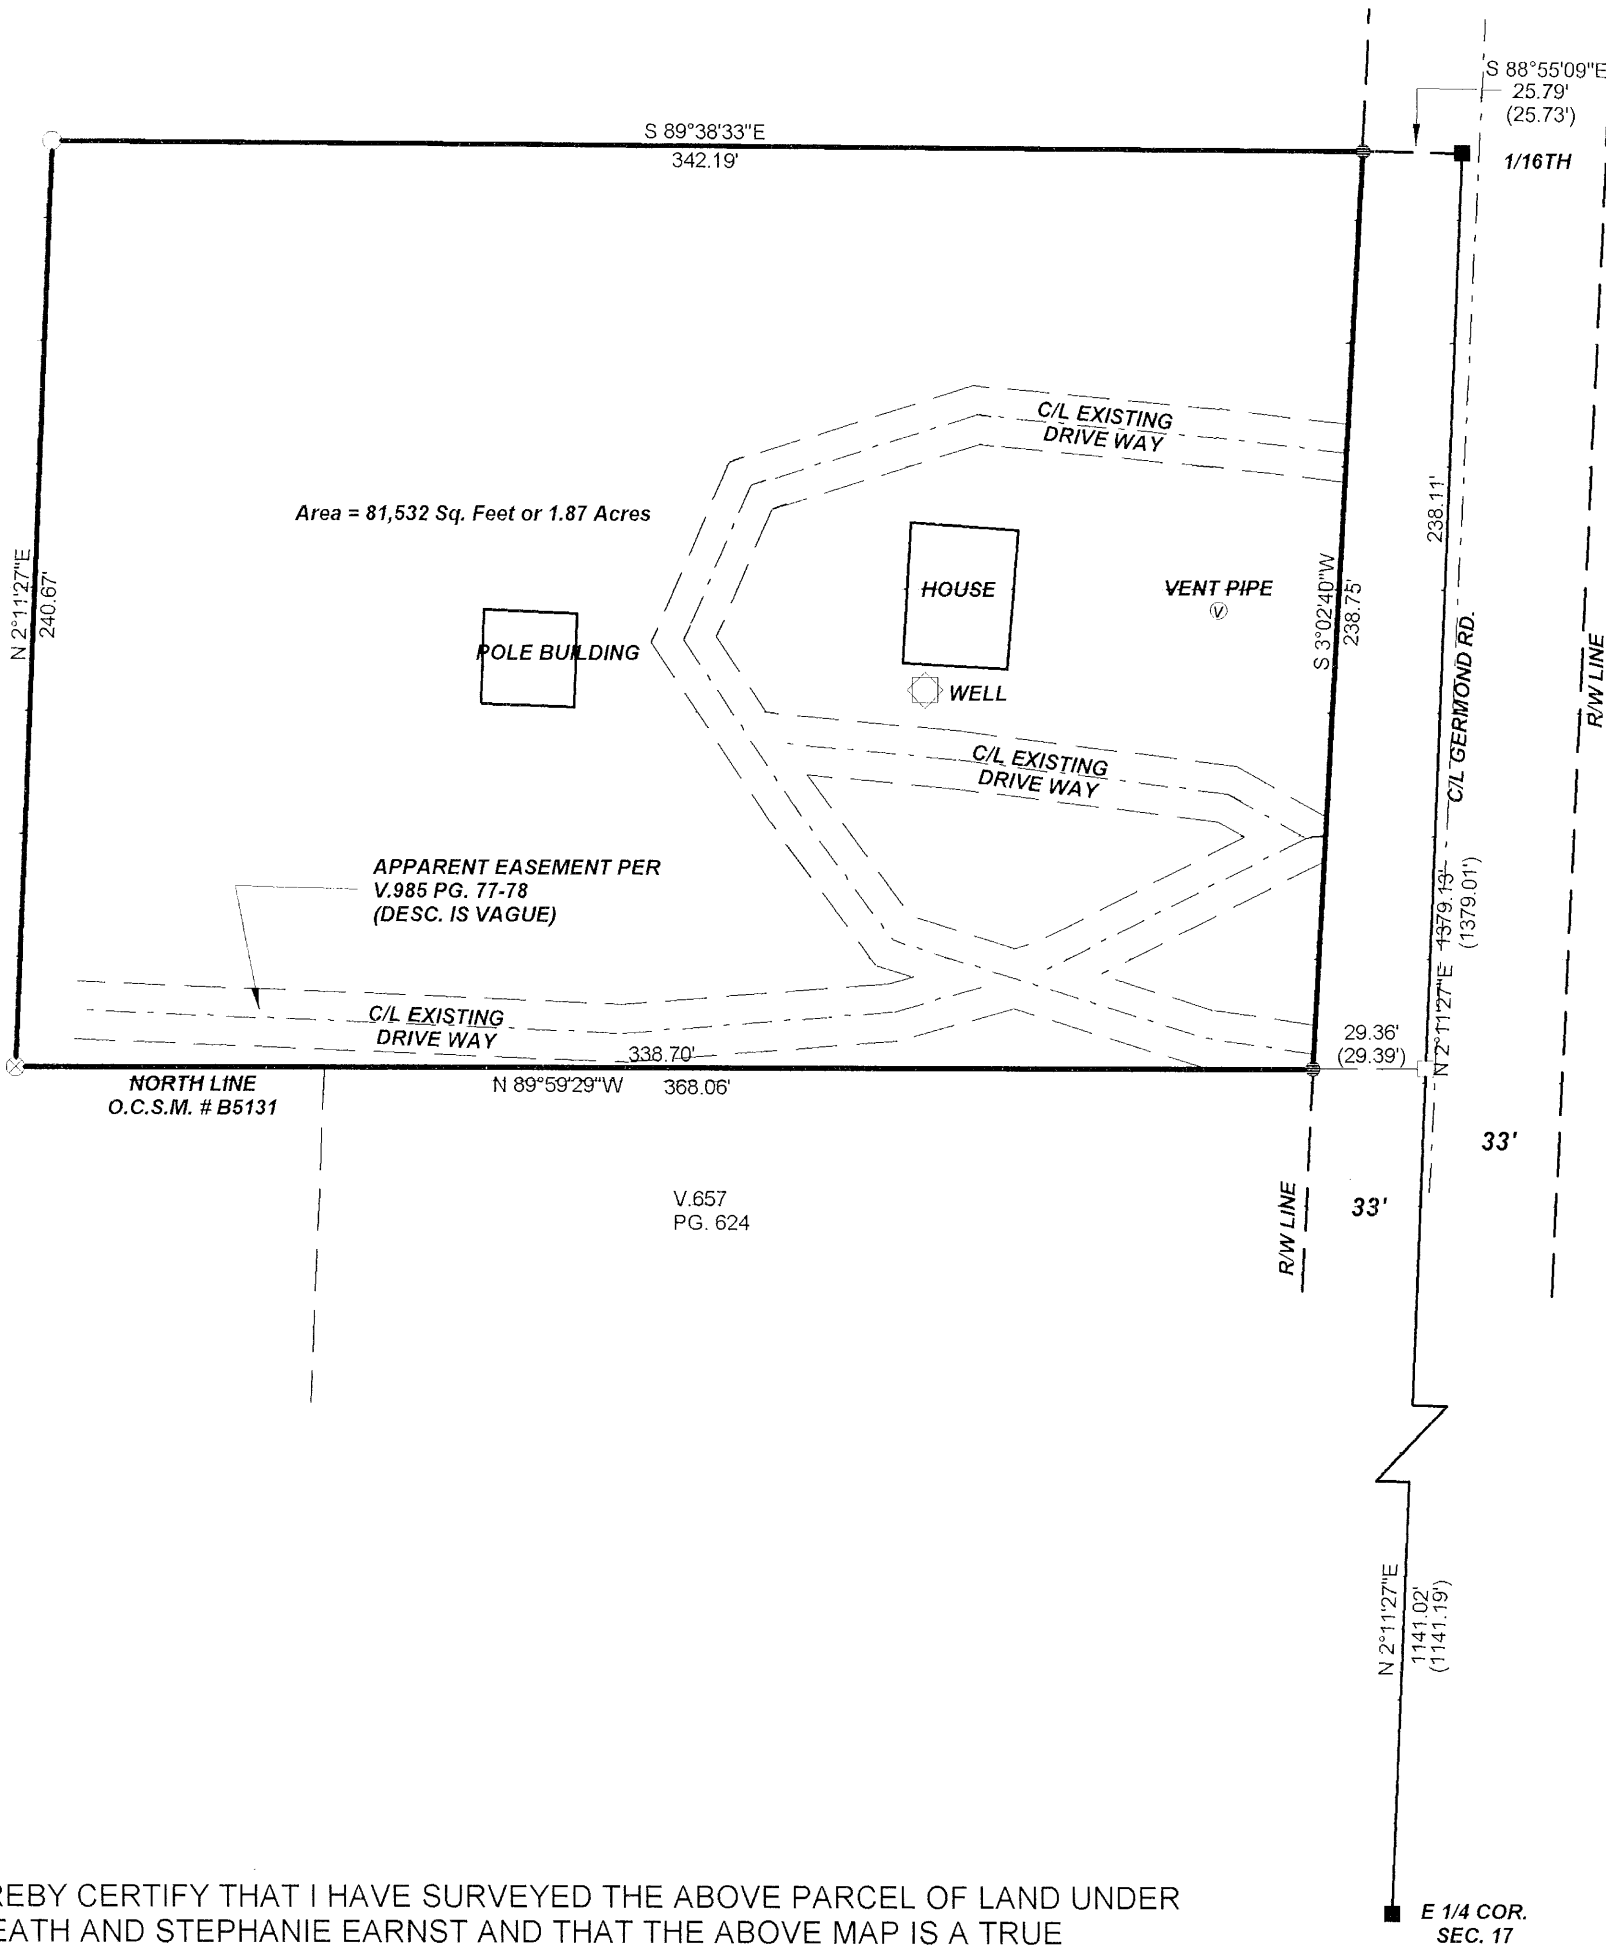 S 88°55'09"E
25.79'
(25.73')
1/16TH
S 89°38'33"E
342.19'
C/L EXISTING
DRIVE WAY
Area = 81,532 Sq. Feet or 1.87 Acres
238.11'
N 2°11'27"E
240.67'
HOUSE
VENT PIPE
V
S 3°02'40"W
238.75'
POLE BUILDING
WELL
C/L GERMOND RD.
R/W LINE
C/L EXISTING
DRIVE WAY
APPARENT EASEMENT PER
V.985 PG. 77-78
(DESC. IS VAGUE)
N 2°11'27"E 1379.13'
(1379.01')
C/L EXISTING
DRIVE WAY
338.70'
29.36'
(29.39')
NORTH LINE
O.C.S.M. # B5131
N 89°59'29"W 368.06'
33'
V.657
PG. 624
R/W LINE
33'
N 2°11'27"E
1141.02'
(1141.19')
REBY CERTIFY THAT I HAVE SURVEYED THE ABOVE PARCEL OF LAND UNDER
EATH AND STEPHANIE EARNST AND THAT THE ABOVE MAP IS A TRUE
E 1/4 COR.
SEC. 17